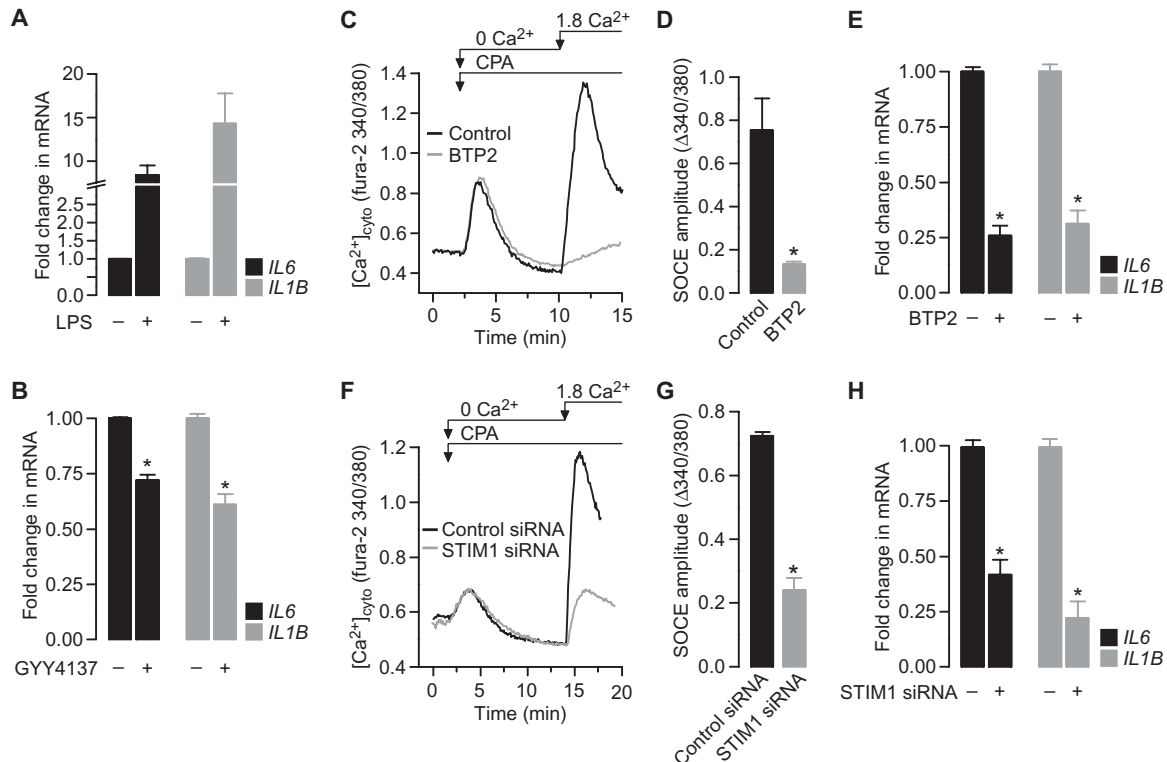 A
Fold change in mRNA
20
15
10
2.5
2.0
1.5
1.0
0.5
0.0
IL6
IL1B
LPS – + – +
B
Fold change in mRNA
1.00
0.75
0.50
0.25
0.00
* *
IL6
IL1B
GYY4137 – + – +
C
1.8 Ca2+
0 Ca2+
CPA
[Ca2+]cyto (fura-2 340/380)
1.4
1.2
1.0
0.8
0.6
0.4
Control
BTP2
0 5 10 15
Time (min)
D
SOCE amplitude (Δ340/380)
1.0
0.8
0.6
0.4
0.2
0.0
*
Control
BTP2
E
Fold change in mRNA
1.00
0.75
0.50
0.25
0.00
* *
IL6
IL1B
BTP2 – + – +
F
1.8 Ca2+
0 Ca2+
CPA
[Ca2+]cyto (fura-2 340/380)
1.2
1.0
0.8
0.6
0.4
Control siRNA
STIM1 siRNA
0 5 10 15 20
Time (min)
G
SOCE amplitude (Δ340/380)
0.8
0.6
0.4
0.2
0.0
*
Control siRNA
STIM1 siRNA
H
Fold change in mRNA
1.00
0.75
0.50
0.25
0.00
* *
IL6
IL1B
STIM1 siRNA – + – +